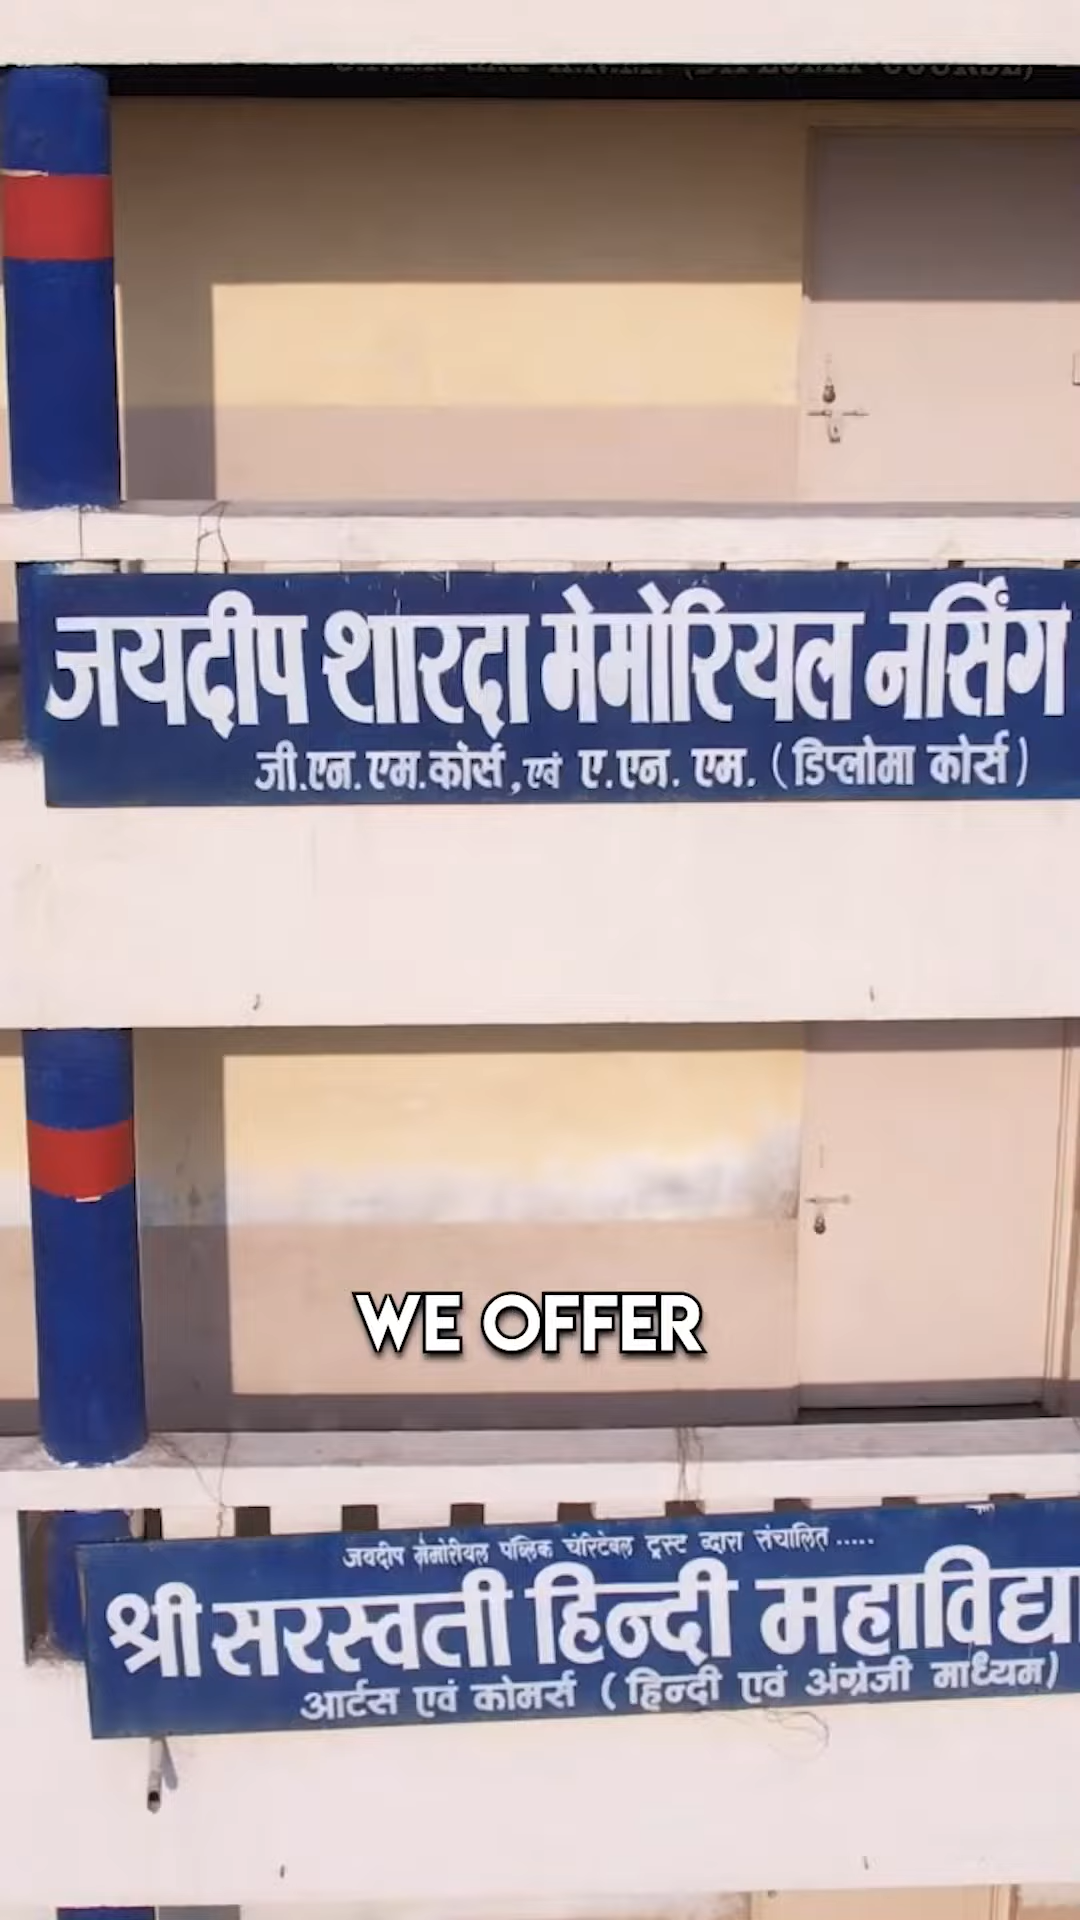 जयदीप शारदा मेमोरियल नर्सिंग
जी.एन. एम.कोर्स, एवं ए.एन. एम. (डिप्लोमा कोर्स)
WE OFFER
जयदीप मेमोरीयल पब्लिक चेरिटेबल ट्रस्ट द्वारा संचालित .....
श्री सरस्वती हिन्दी
आर्टस एवं कोमर्स (हिन्दी एवं अंग्रेजी माध्यम)